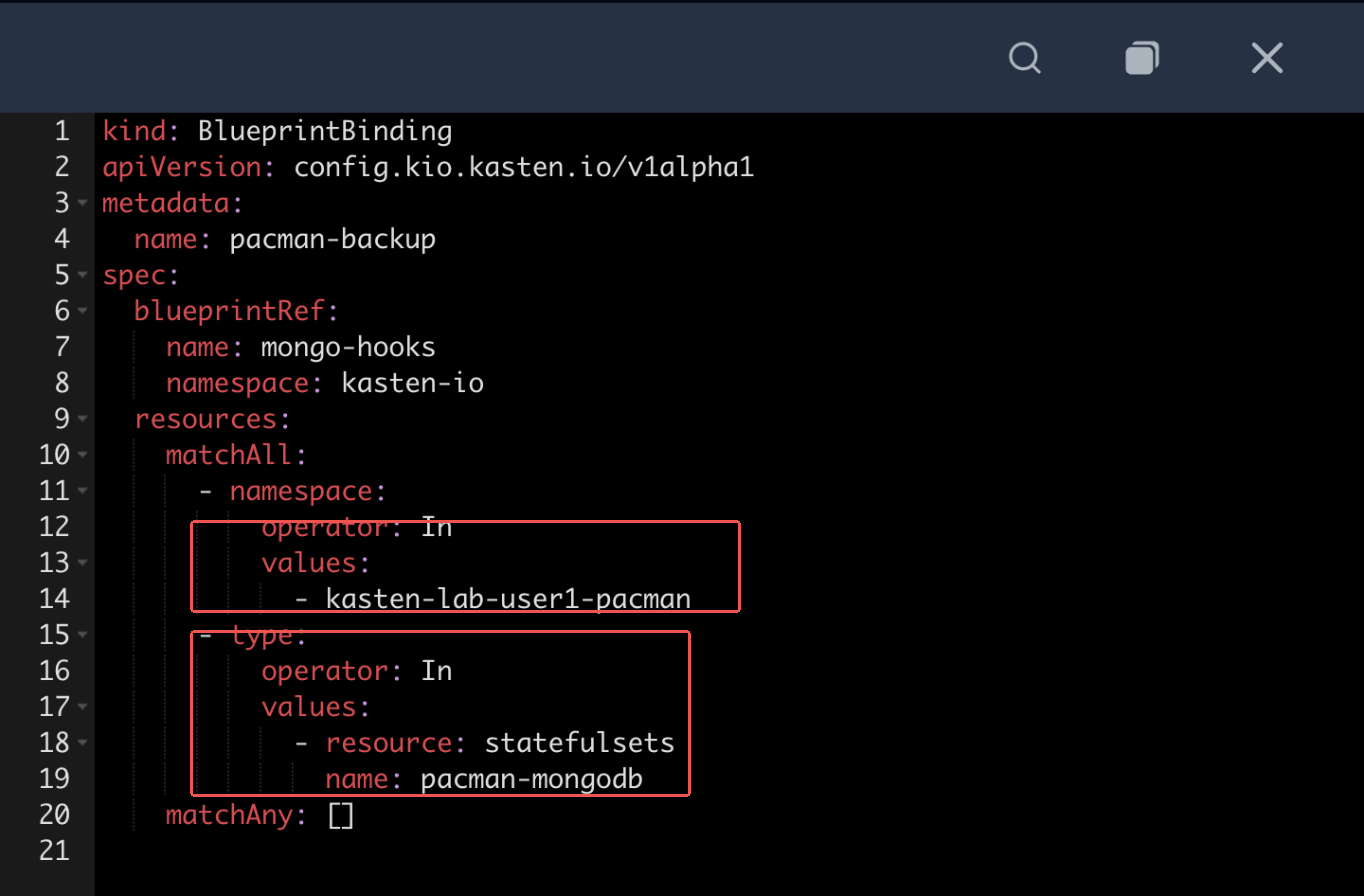 1 kind: BlueprintBinding
2 apiVersion: config.kio.kasten.io/v1alpha1
3 metadata:
4   name: pacman-backup
5 spec:
6   blueprintRef:
7     name: mongo-hooks
8     namespace: kasten-io
9   resources:
10     matchAll:
11       - namespace:
12           operator: In
13           values:
14             - kasten-lab-user1-pacman
15       - type:
16           operator: In
17           values:
18             - resource: statefulsets
19               name: pacman-mongodb
20     matchAny: []
21